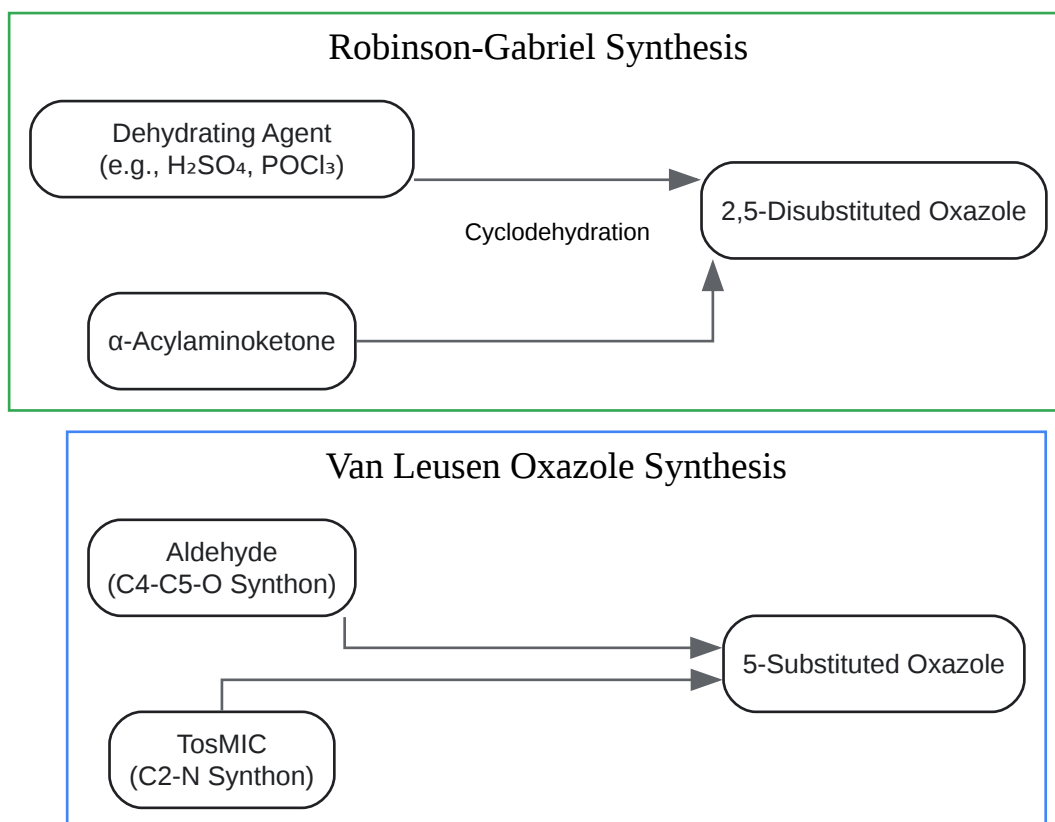 Robinson-Gabriel Synthesis
Dehydrating Agent
(e.g., H₂SO₄, POCl₃)
2,5-Disubstituted Oxazole
Cyclodehydration
α-Acylaminoketone
Van Leusen Oxazole Synthesis
Aldehyde
(C4-C5-O Synthon)
5-Substituted Oxazole
TosMIC
(C2-N Synthon)